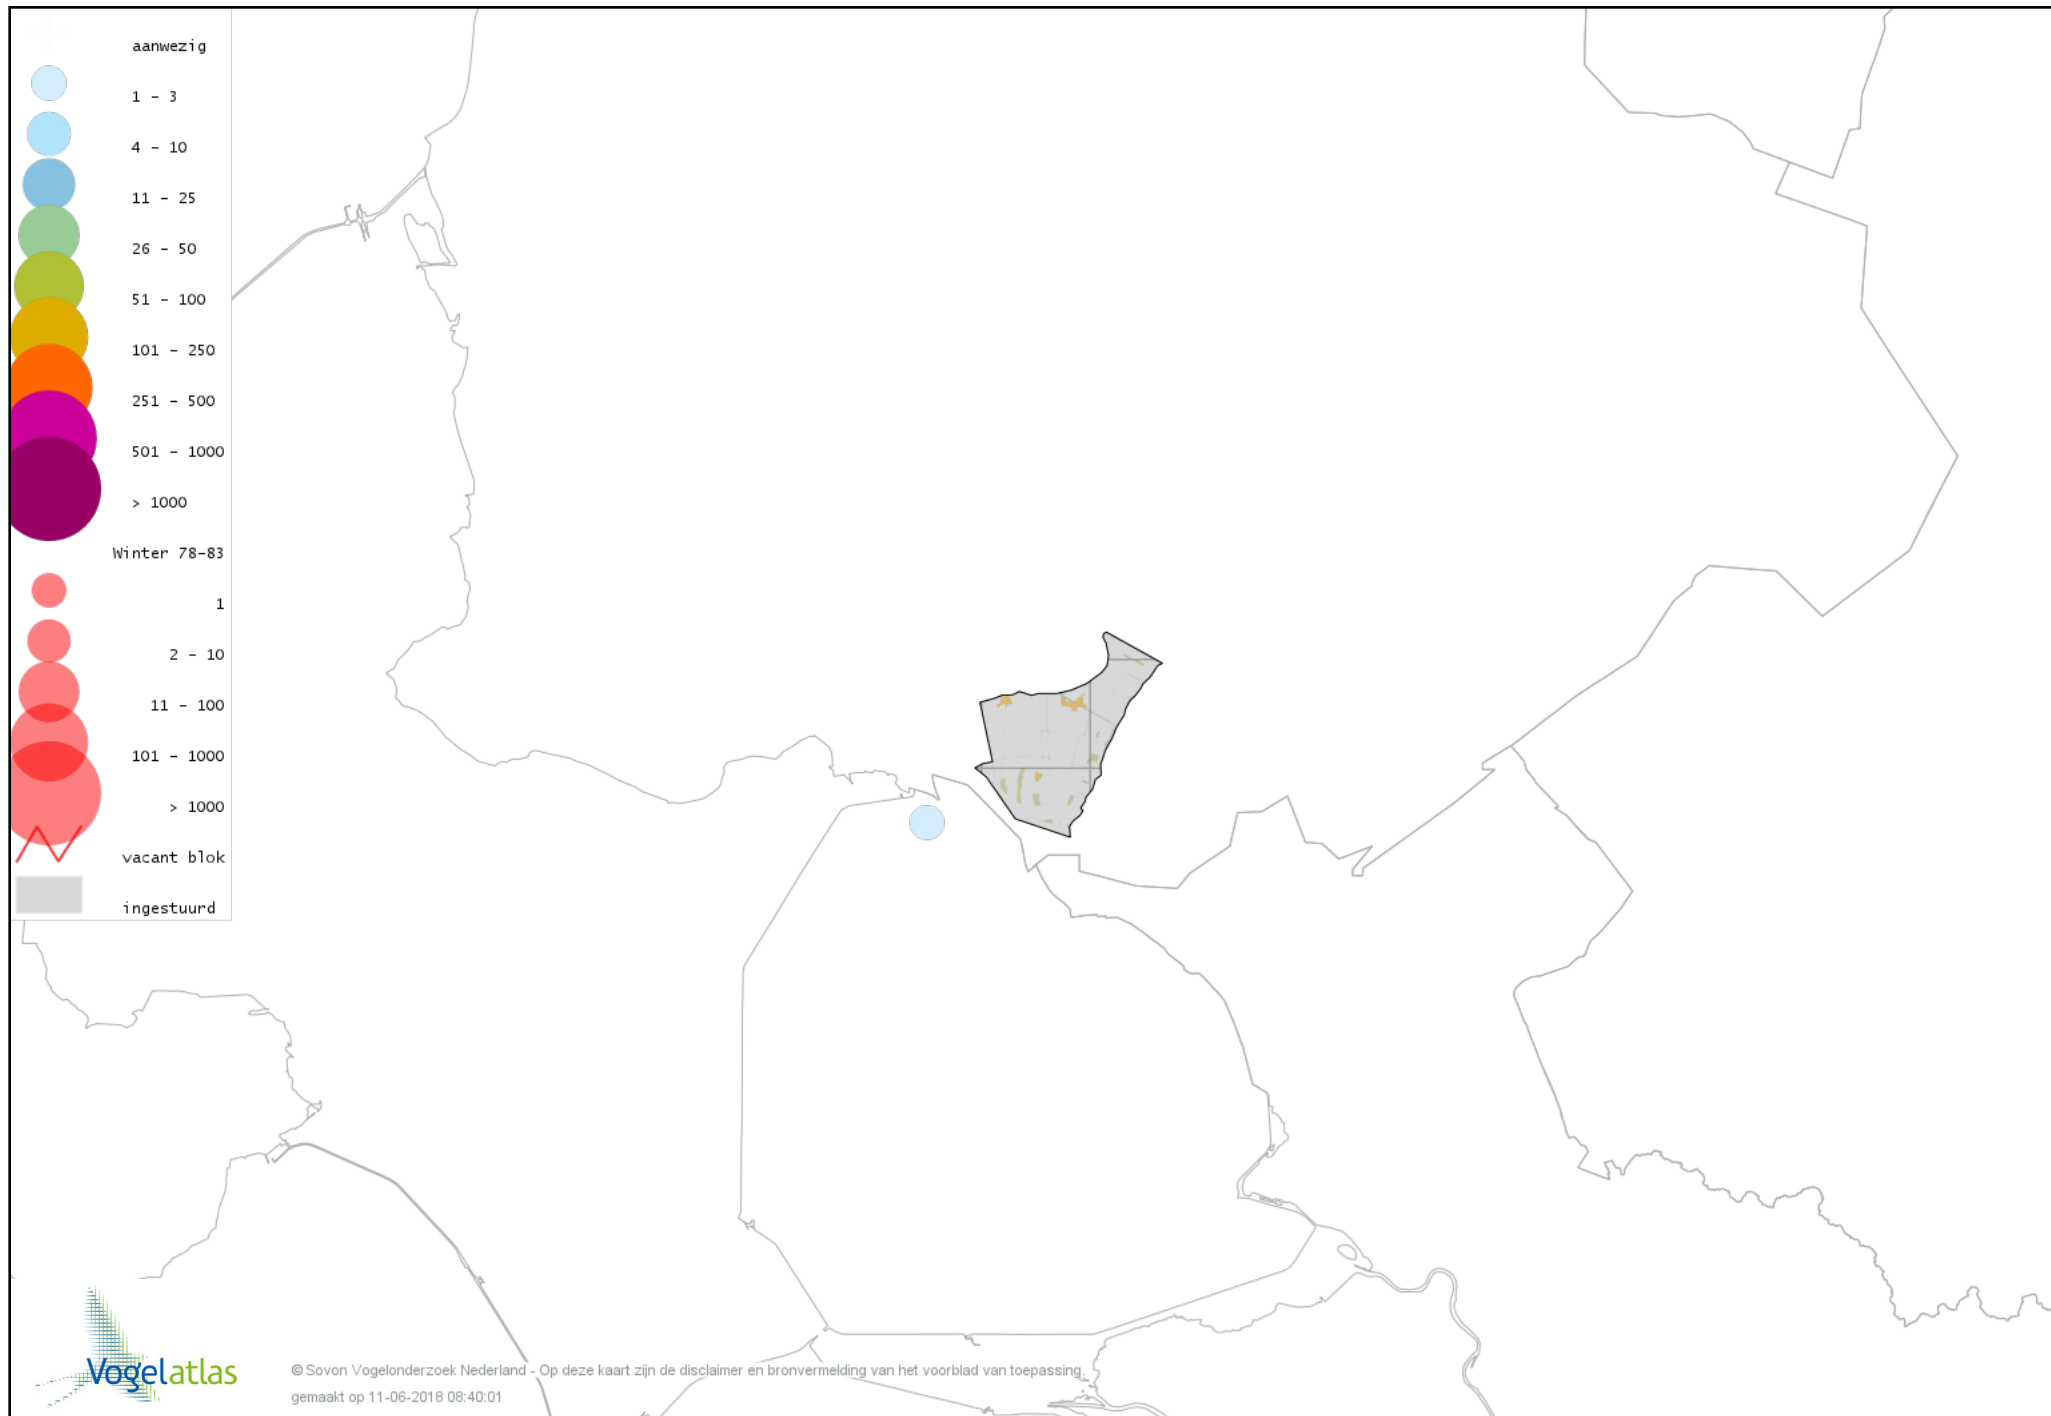 aanwezig
1 - 3
4 - 10
11 - 25
26 - 50
51 - 100
101 - 250
251 - 500
501 - 1000
> 1000
Winter 78-83
1
2 - 10
11 - 100
101 - 1000
> 1000
vacant blok
ingestuurd
Vogelatlas
© Sovon Vogelonderzoek Nederland - Op deze kaart zijn de disclaimer en bronvermelding van het voorblad van toepassing.
gemaakt op 11-06-2018 08:40:01